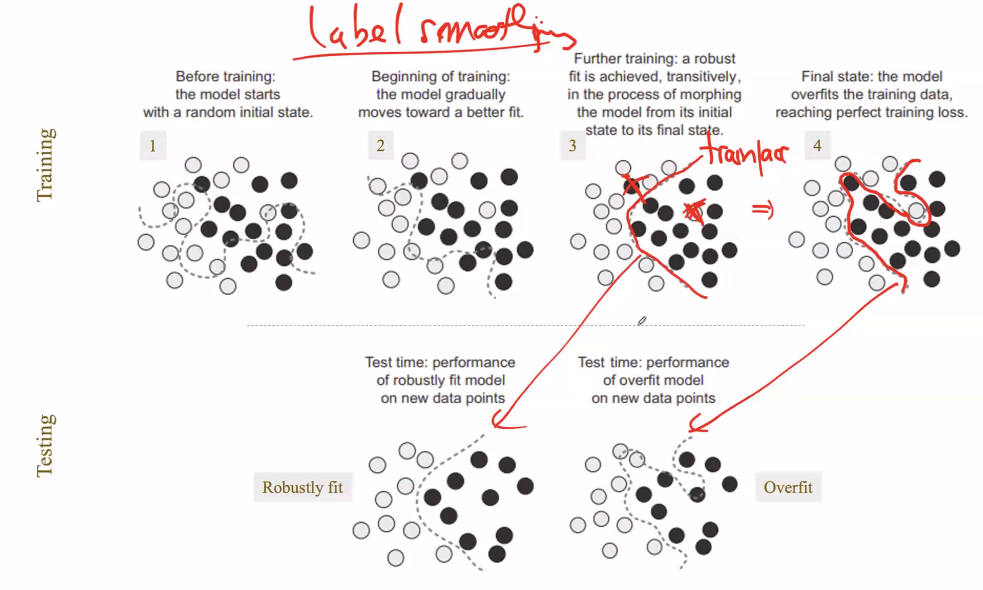 label smoothing
Before training:
the model starts
with a random initial state.
Beginning of training:
the model gradually
moves toward a better fit.
Further training: a robust
fit is achieved, transitively,
in the process of morphing
the model from its initial
state to its final state.
Final state: the model
overfits the training data,
reaching perfect training loss.
Training
1
2
3
4
⇒
Test time: performance
of robustly fit model
on new data points
Test time: performance
of overfit model
on new data points
Testing
Robustly fit
Overfit